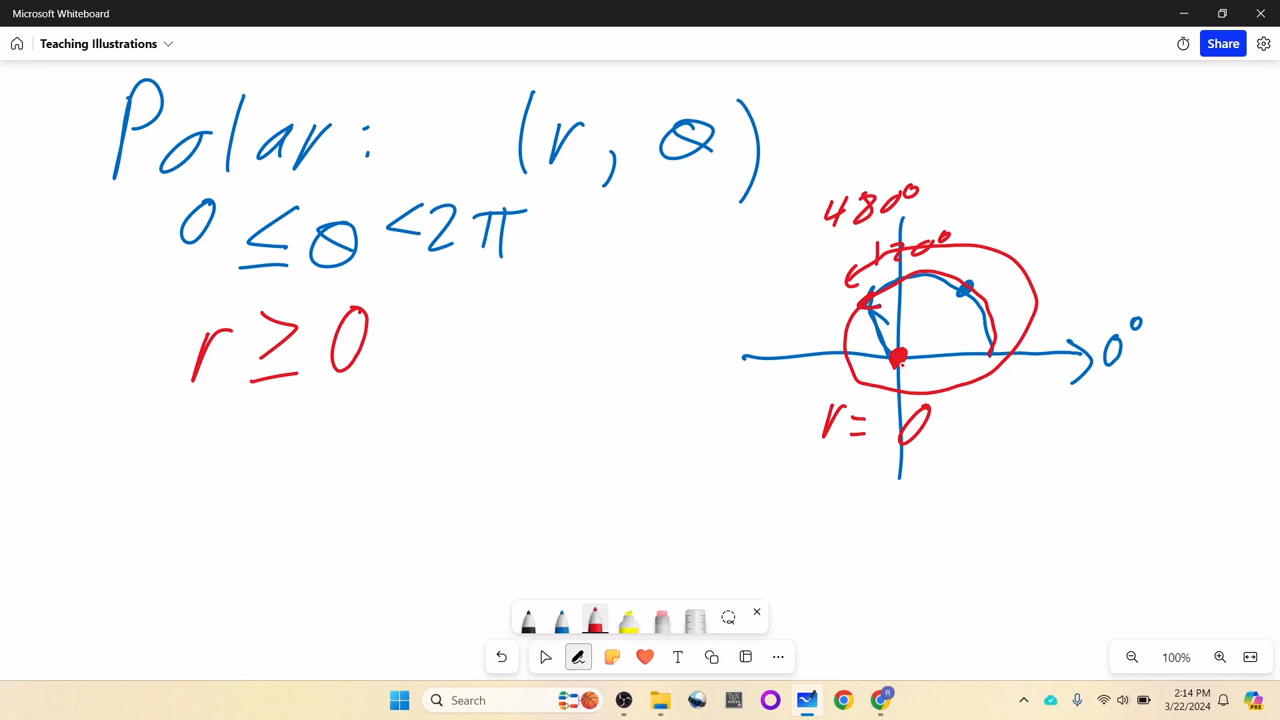 Microsoft Whiteboard
Teaching Illustrations
Share
Polar: (r, θ)
0 ≤ θ < 2π
r ≥ 0
480°
120°
0°
r = 0
100%
Search
2:14 PM
3/22/2024